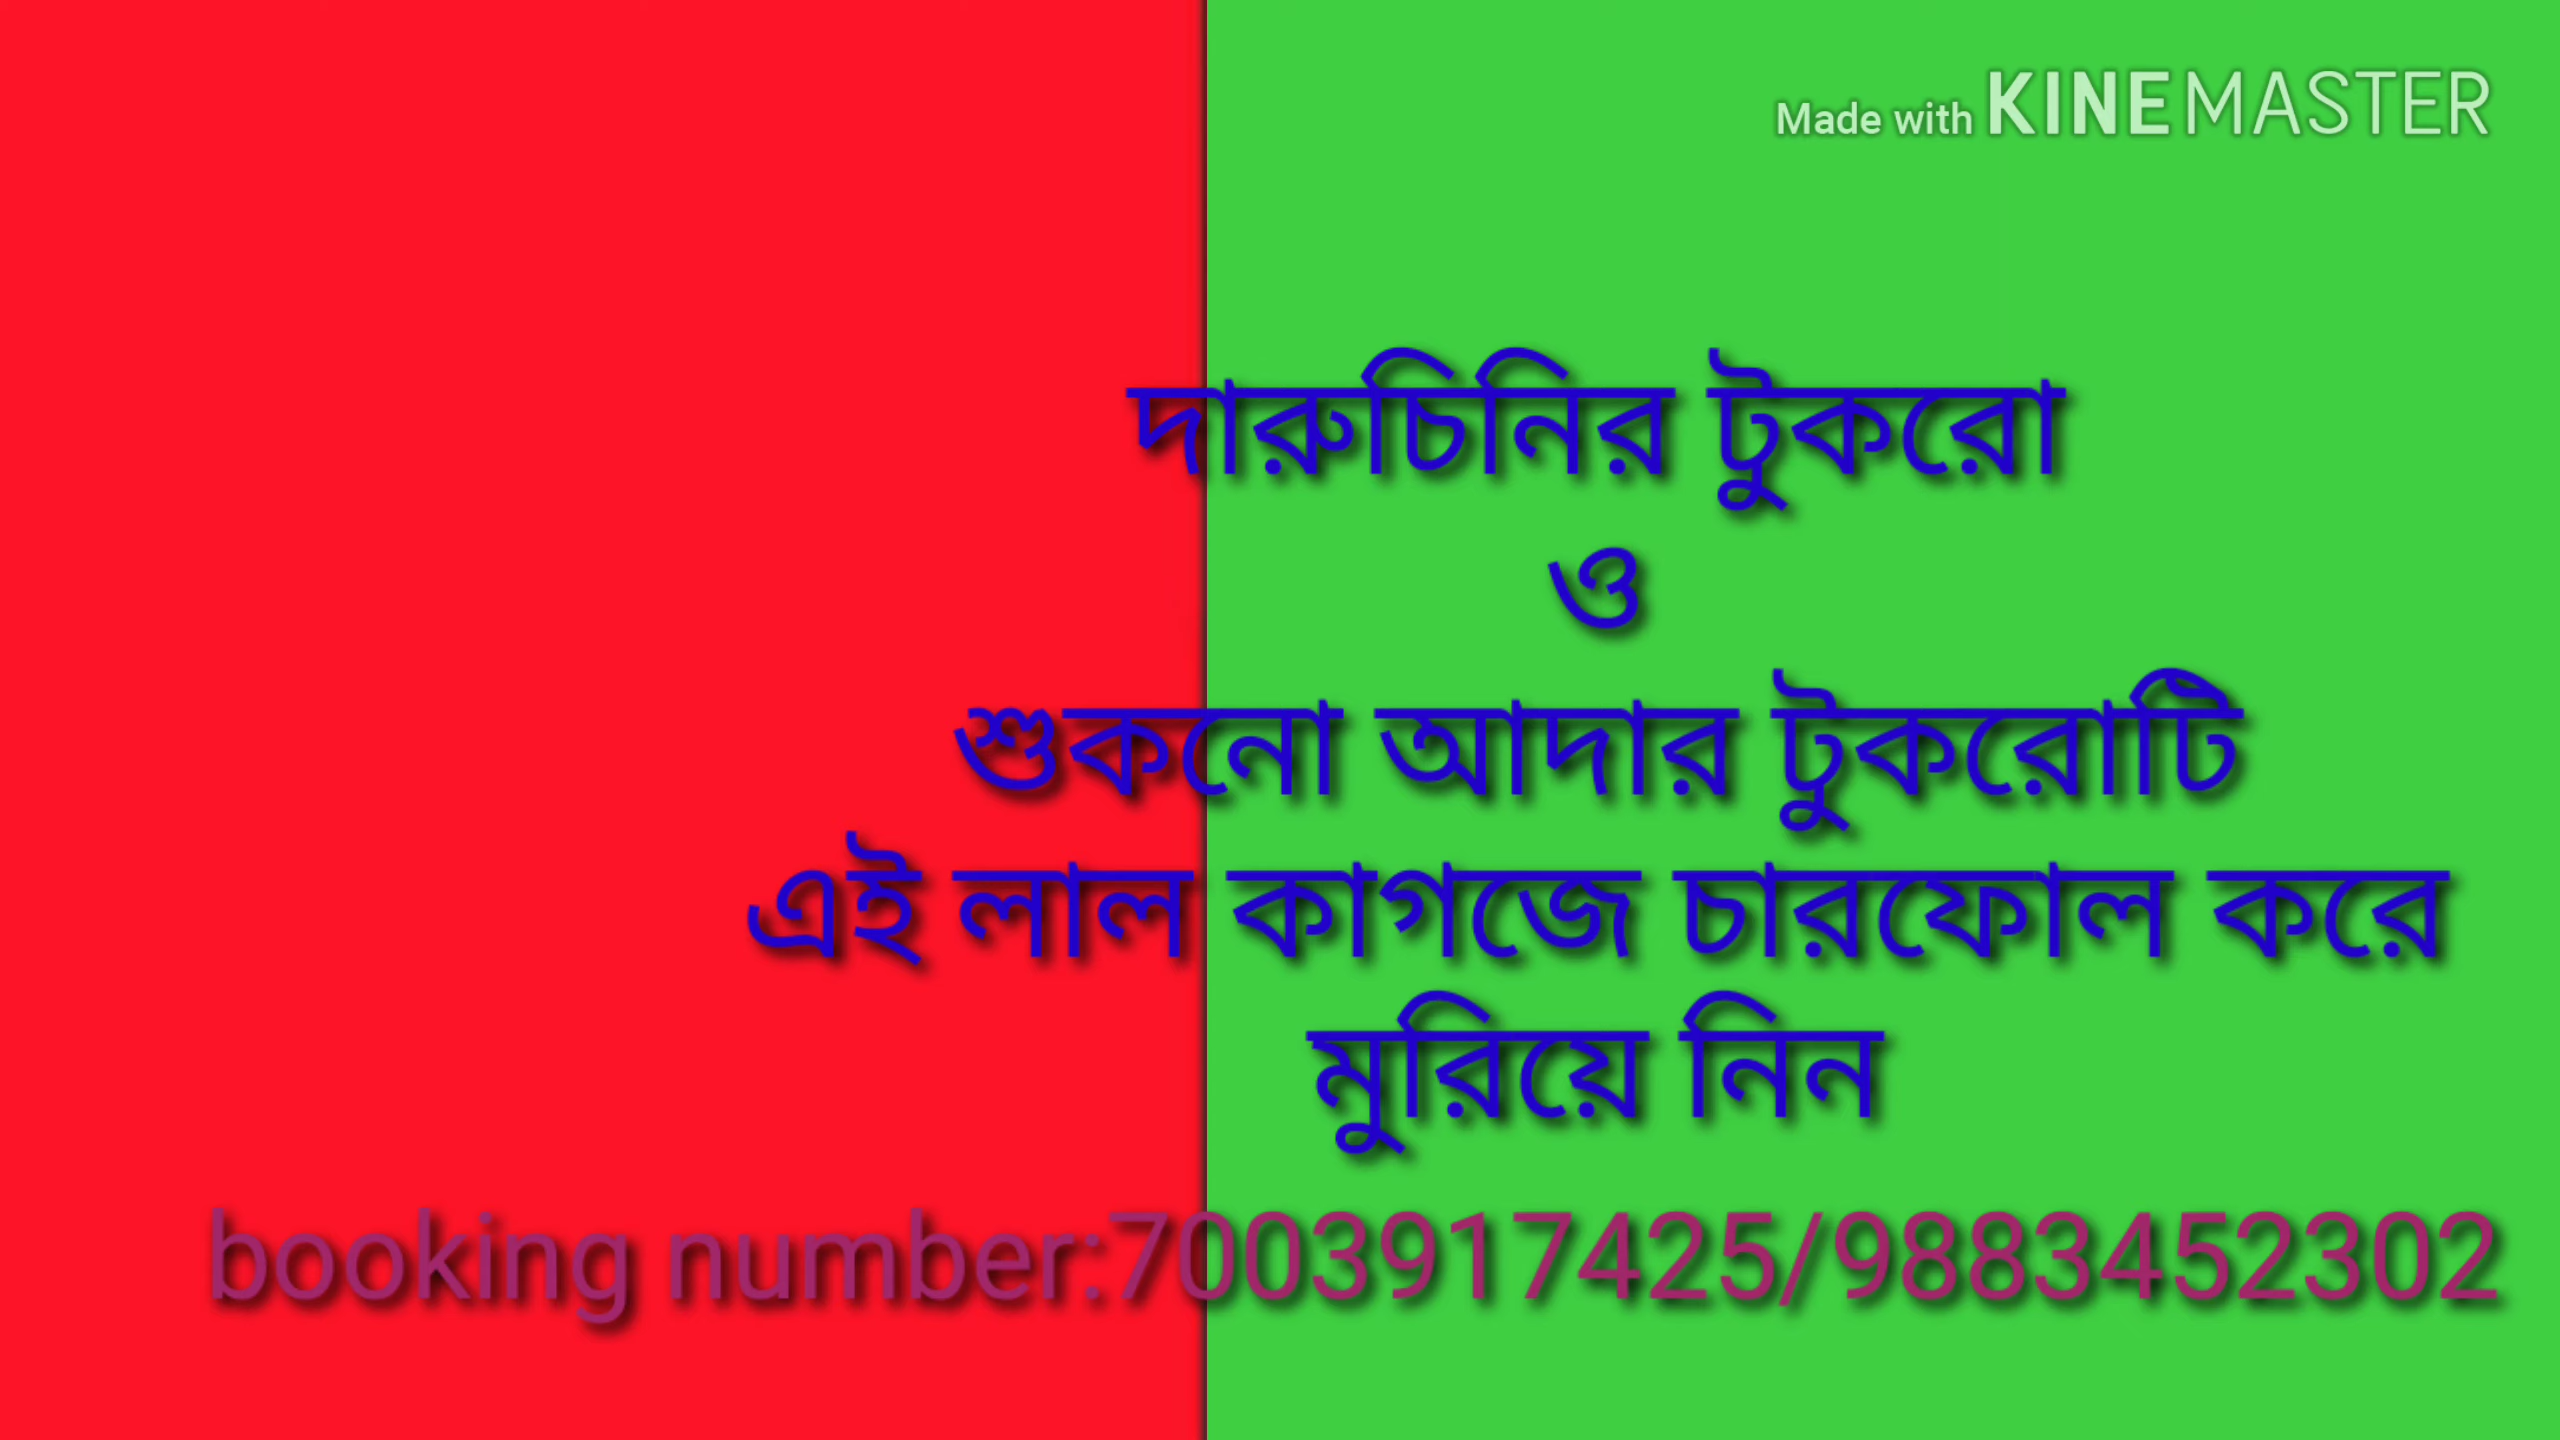 Made with KINEMASTER
দারুচিনির টুকরো
ও
শুকনো আদার টুকরোটি
এই লাল কাগজে চারফোল করে
মুরিয়ে নিন
booking number:7003917425/9883452302